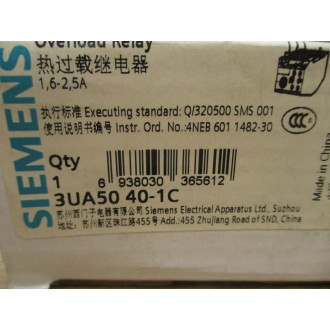 SIEMENS
Overload Relay
热过载继电器
1,6-2,5A
执行标准 Executing standard: Q/320500 SMS 001
使用说明书编号 Instr. Ord. No.:4NEB 601 1482-30
Qty
1
6 938030 365612
3UA50 40-1C
苏州西门子电器有限公司 Siemens Electrical Apparatus Ltd., Suzhou
苏州新区珠江路455号 Add.:455 Zhujiang Road of SND, China
Made in